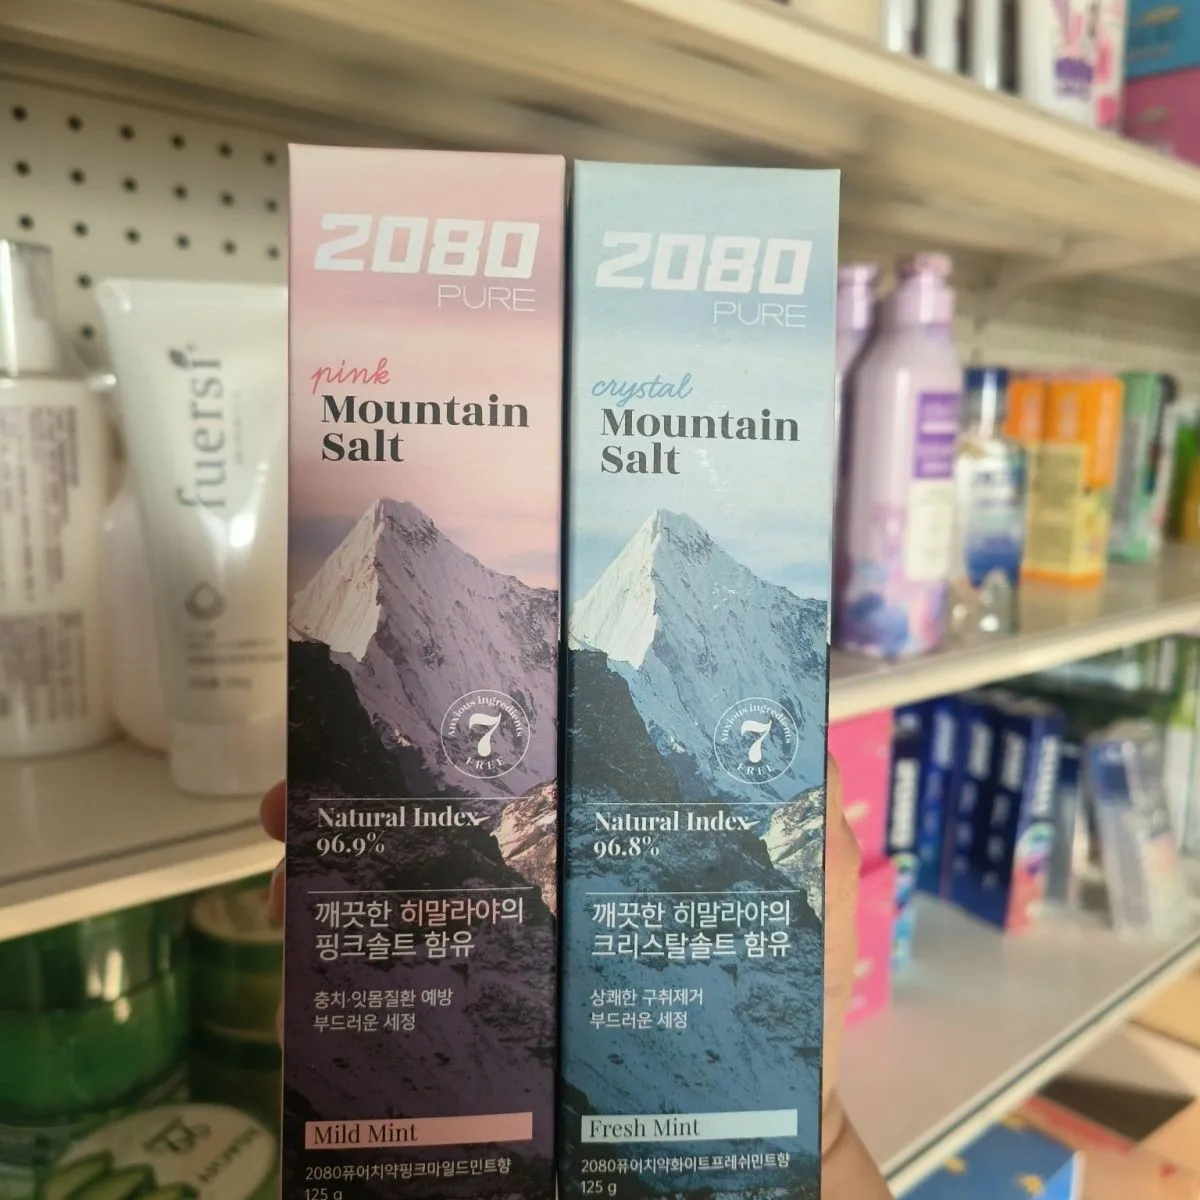 2080
PURE
pink
Mountain
Salt
Anxious ingredients
7
FREE
Natural Index
96.9%
깨끗한 히말라야의
핑크솔트 함유
충치·잇몸질환 예방
부드러운 세정
Mild Mint
2080퓨어치약핑크마일드민트향
125 g
2080
PURE
crystal
Mountain
Salt
Anxious ingredients
7
FREE
Natural Index
96.8%
깨끗한 히말라야의
크리스탈솔트 함유
상쾌한 구취제거
부드러운 세정
Fresh Mint
2080퓨어치약화이트프레쉬민트향
125 g
fuersi